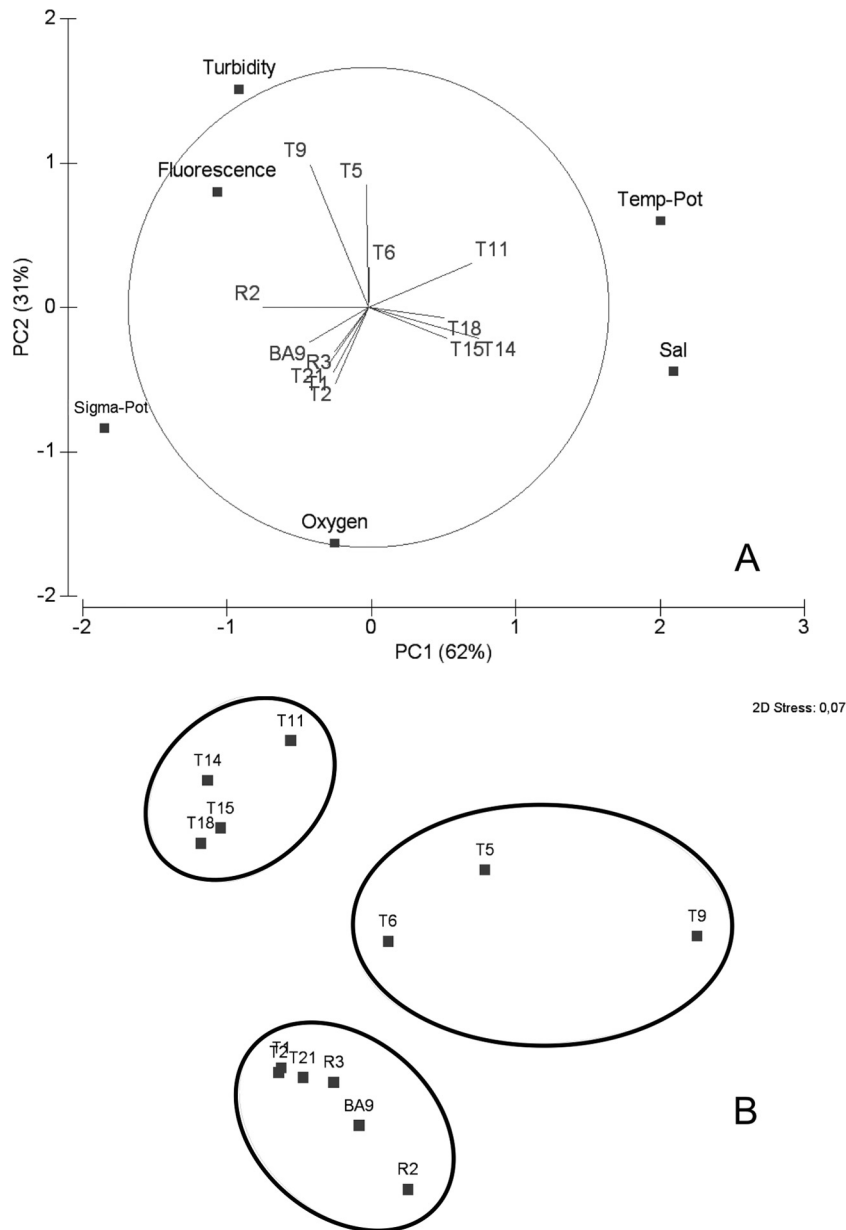 2
Turbidity
T9
Fluorescence
T5
1
Temp-Pot
T6
T11
R2
0
T18
BA9
R3
T15T14
Sal
T21
T1
T2
Sigma-Pot
-1
Oxygen
A
-2
-2 -1 0 1 2 3
PC1 (62%)
PC2 (31%)
2D Stress: 0,07
T11
T14
T15
T18
T5
T6
T9
T1
T2
T21
R3
BA9
B
R2